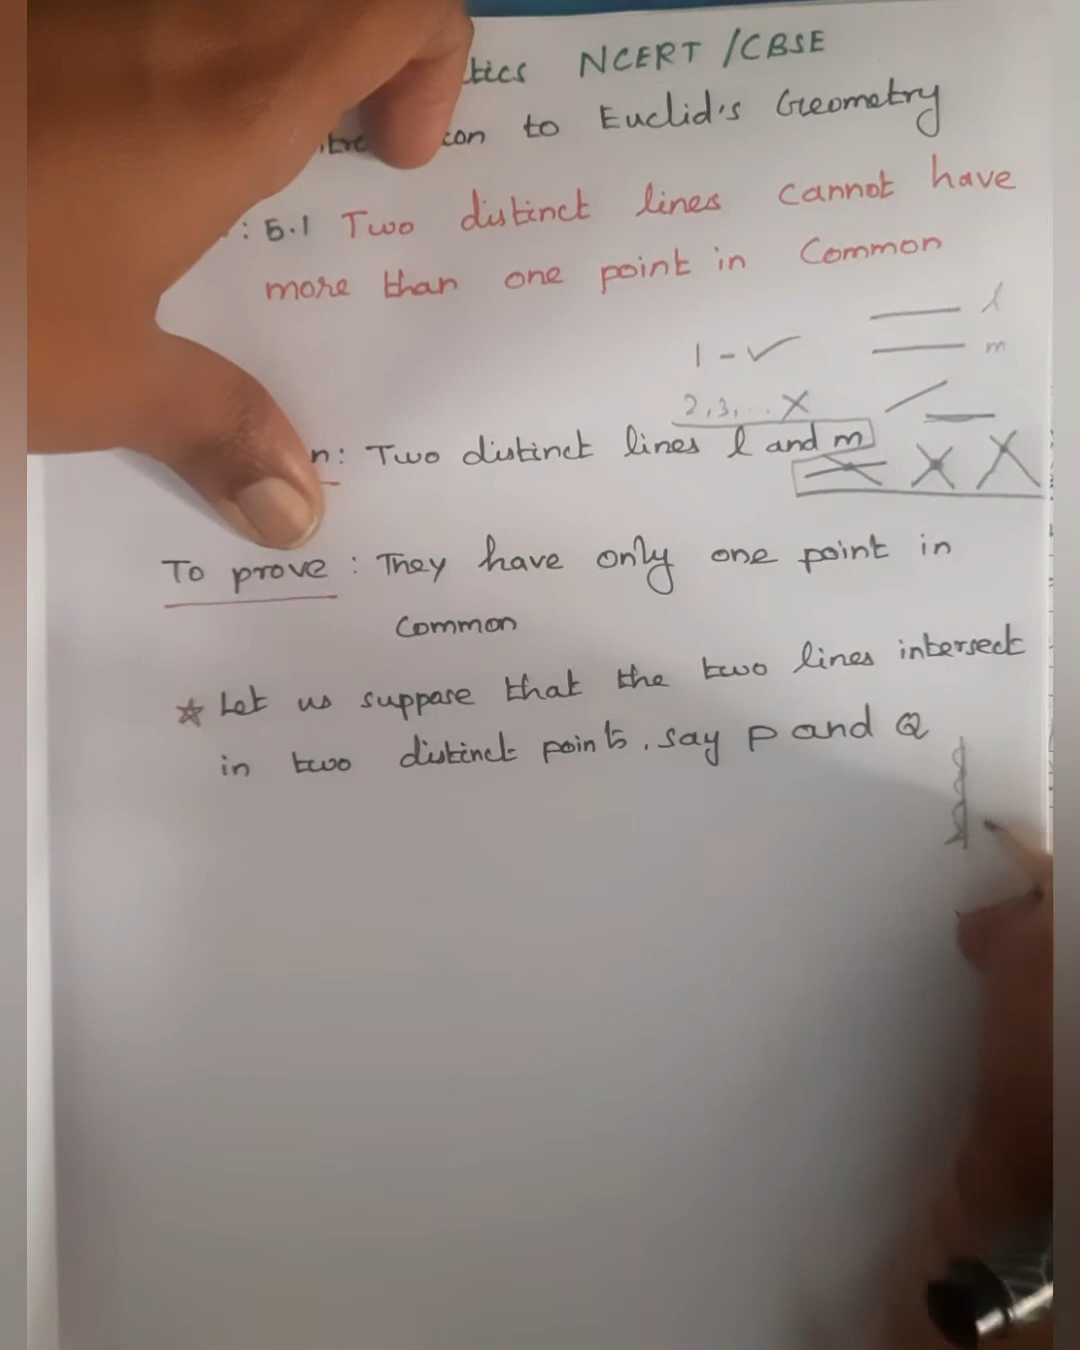 tics NCERT /CBSE
to Euclid's Geometry
: 5.1 Two distinct lines cannot have
more than one point in Common
l
1 - ✓
m
2,3,.. X
n: Two distinct lines l and m
To prove : They have only one point in
Common
☆ Let us suppose that the two lines intersect
in two distinct points, say P and Q